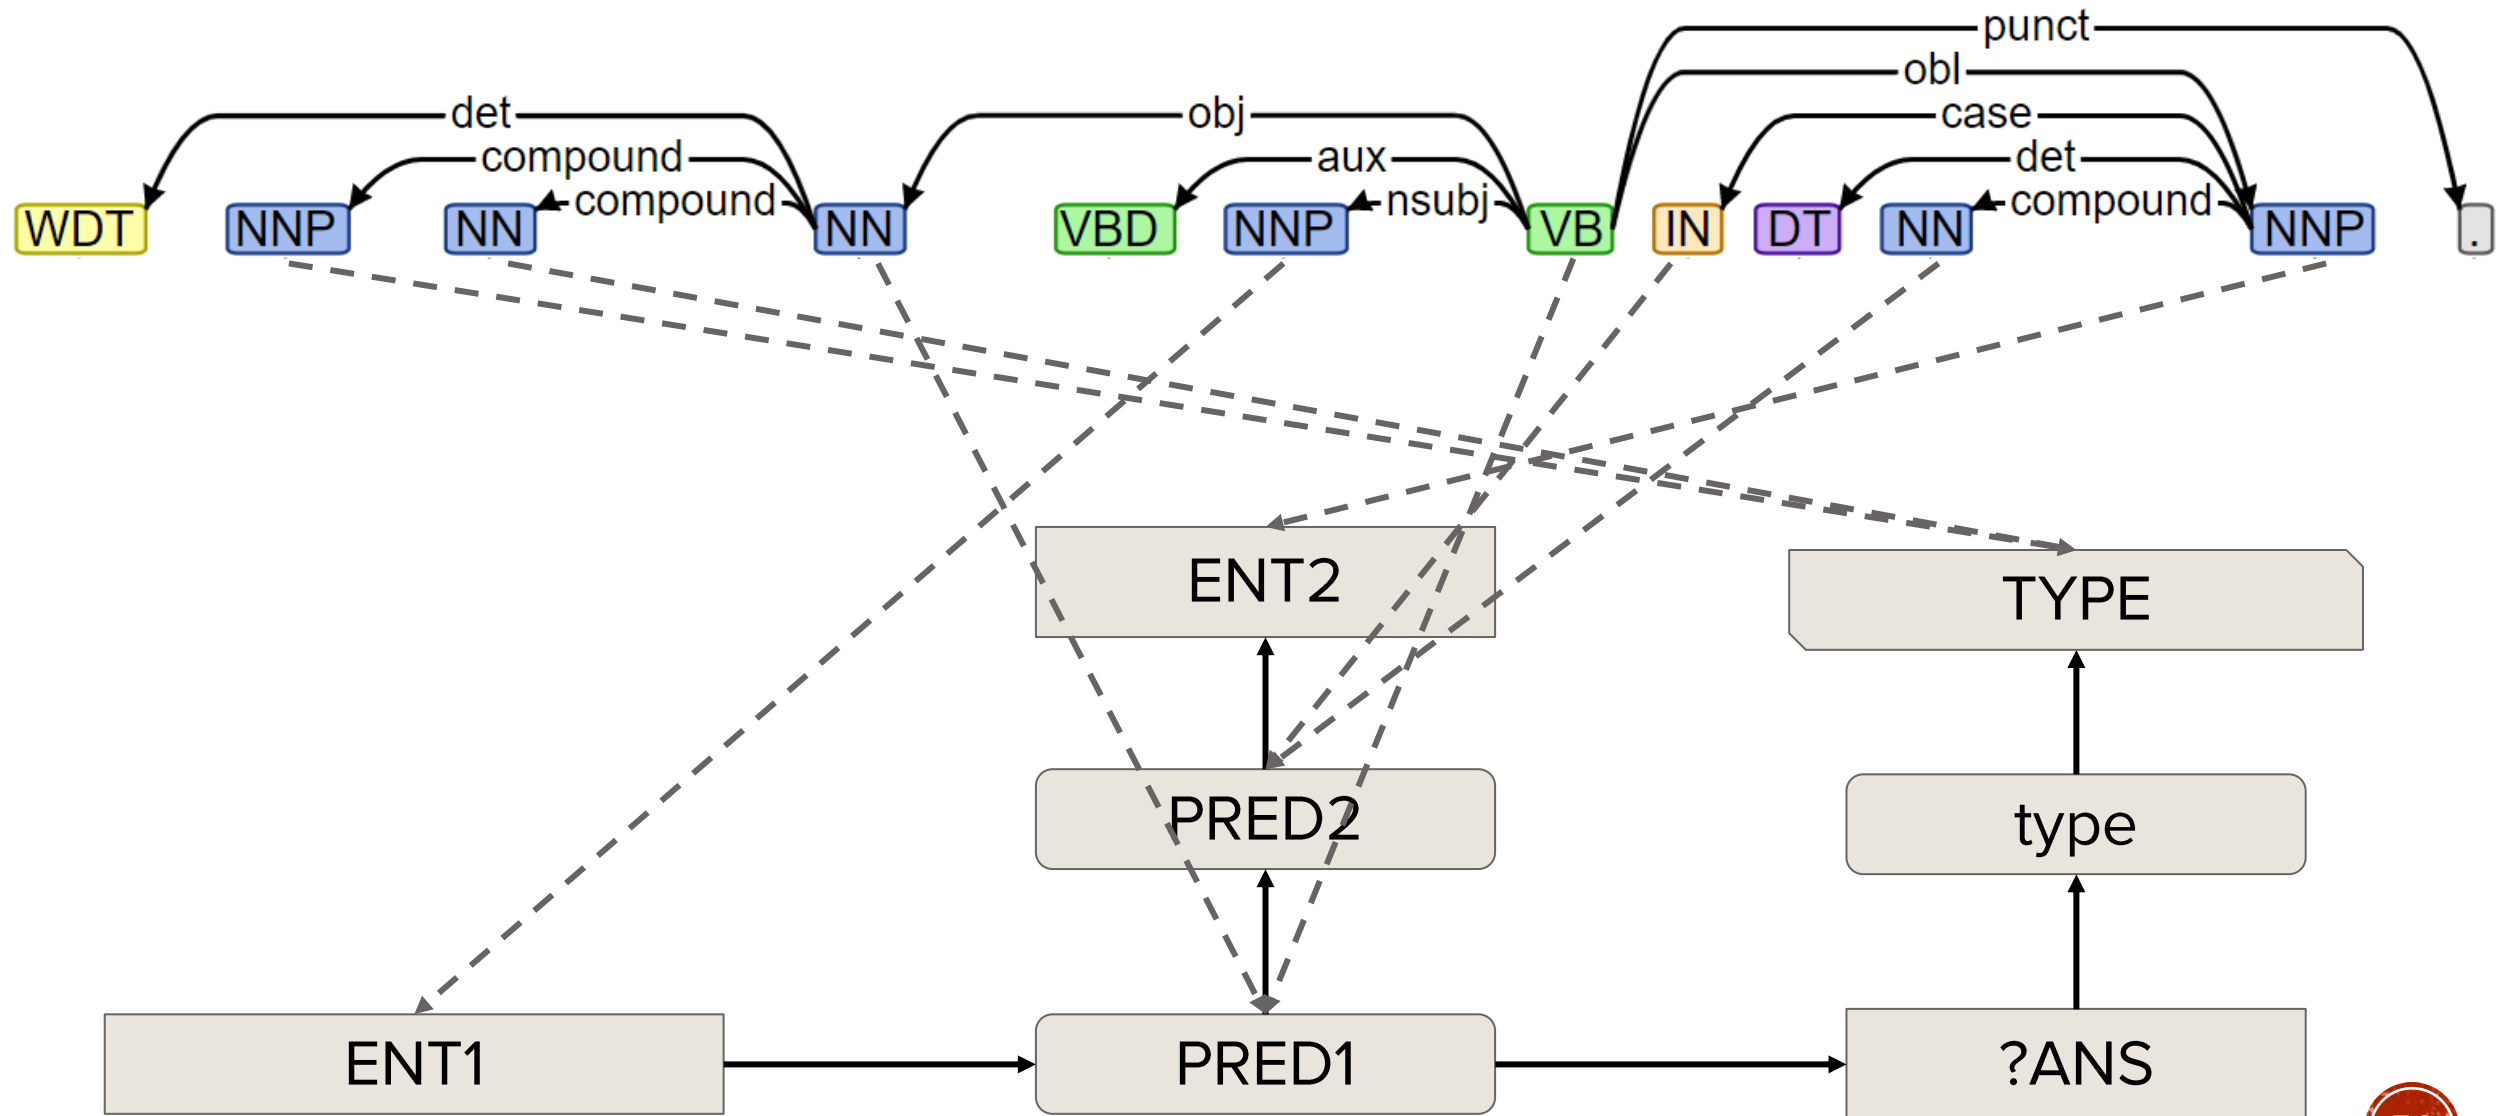 punct
obl
det obj case
compound aux det
compound nsubj compound
WDT NNP NN NN VBD NNP VB IN DT NN NNP .
ENT2 TYPE
PRED2 type
ENT1 PRED1 ?ANS